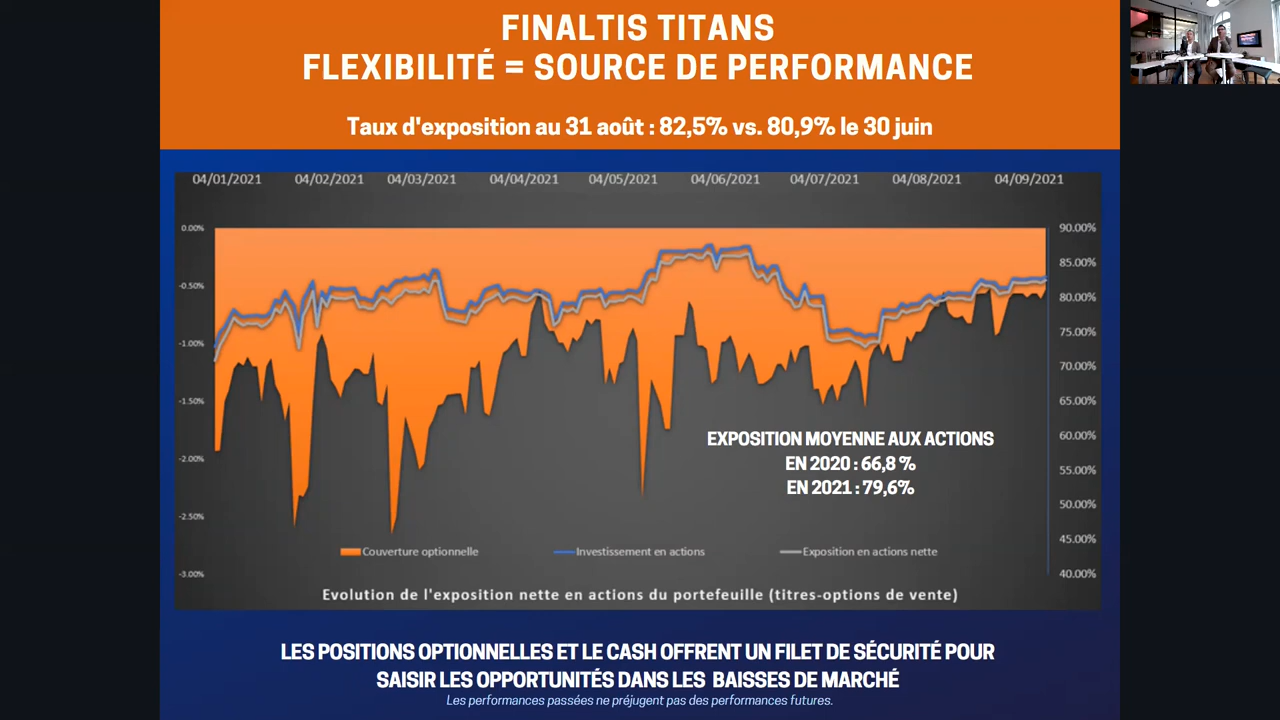 FINALTIS TITANS
FLEXIBILITÉ = SOURCE DE PERFORMANCE
Taux d'exposition au 31 août : 82,5% vs. 80,9% le 30 juin
04/01/2021 04/02/2021 04/03/2021 04/04/2021 04/05/2021 04/06/2021 04/07/2021 04/08/2021 04/09/2021
0.00%
-0.50%
-1.00%
-1.50%
-2.00%
-2.50%
-3.00%
90.00%
85.00%
80.00%
75.00%
70.00%
65.00%
60.00%
55.00%
50.00%
45.00%
40.00%
EXPOSITION MOYENNE AUX ACTIONS
EN 2020 : 66,8 %
EN 2021 : 79,6%
Couverture optionnelle Investissement en actions Exposition en actions nette
Evolution de l'exposition nette en actions du portefeuille (titres-options de vente)
LES POSITIONS OPTIONNELLES ET LE CASH OFFRENT UN FILET DE SÉCURITÉ POUR
SAISIR LES OPPORTUNITÉS DANS LES BAISSES DE MARCHÉ
Les performances passées ne préjugent pas des performances futures.